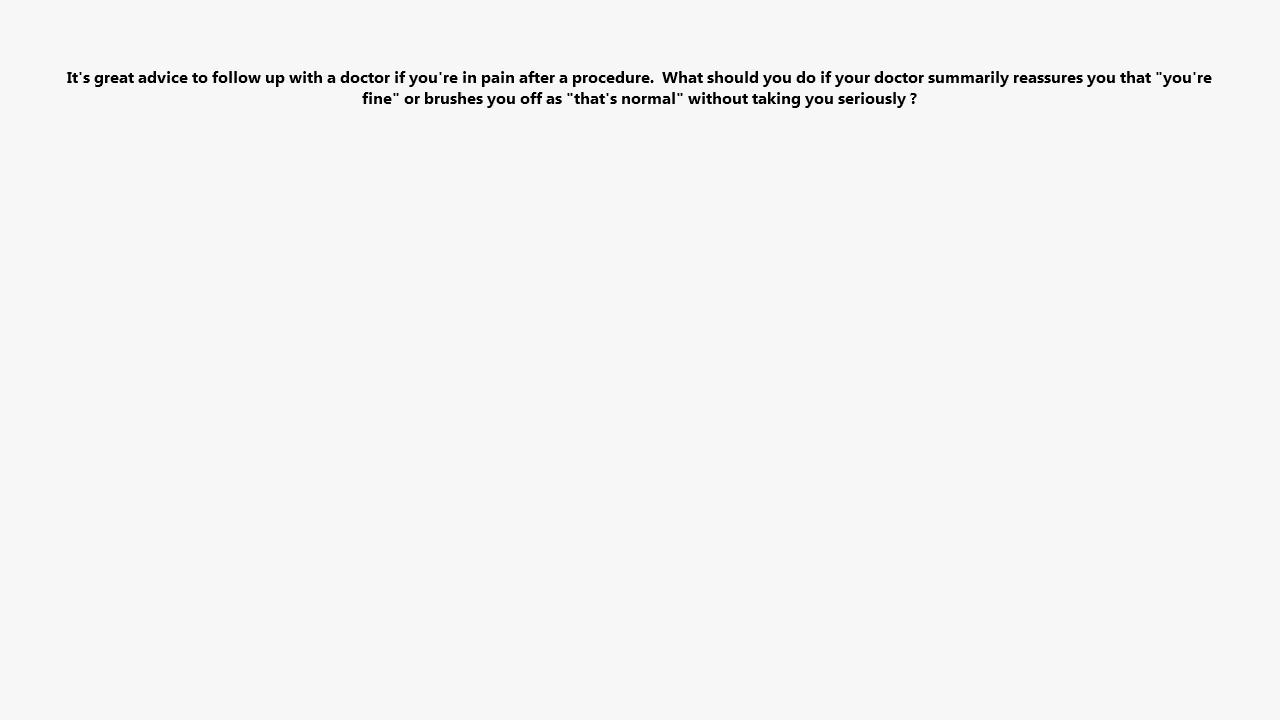 It's great advice to follow up with a doctor if you're in pain after a procedure.  What should you do if your doctor summarily reassures you that "you're
fine" or brushes you off as "that's normal" without taking you seriously ?